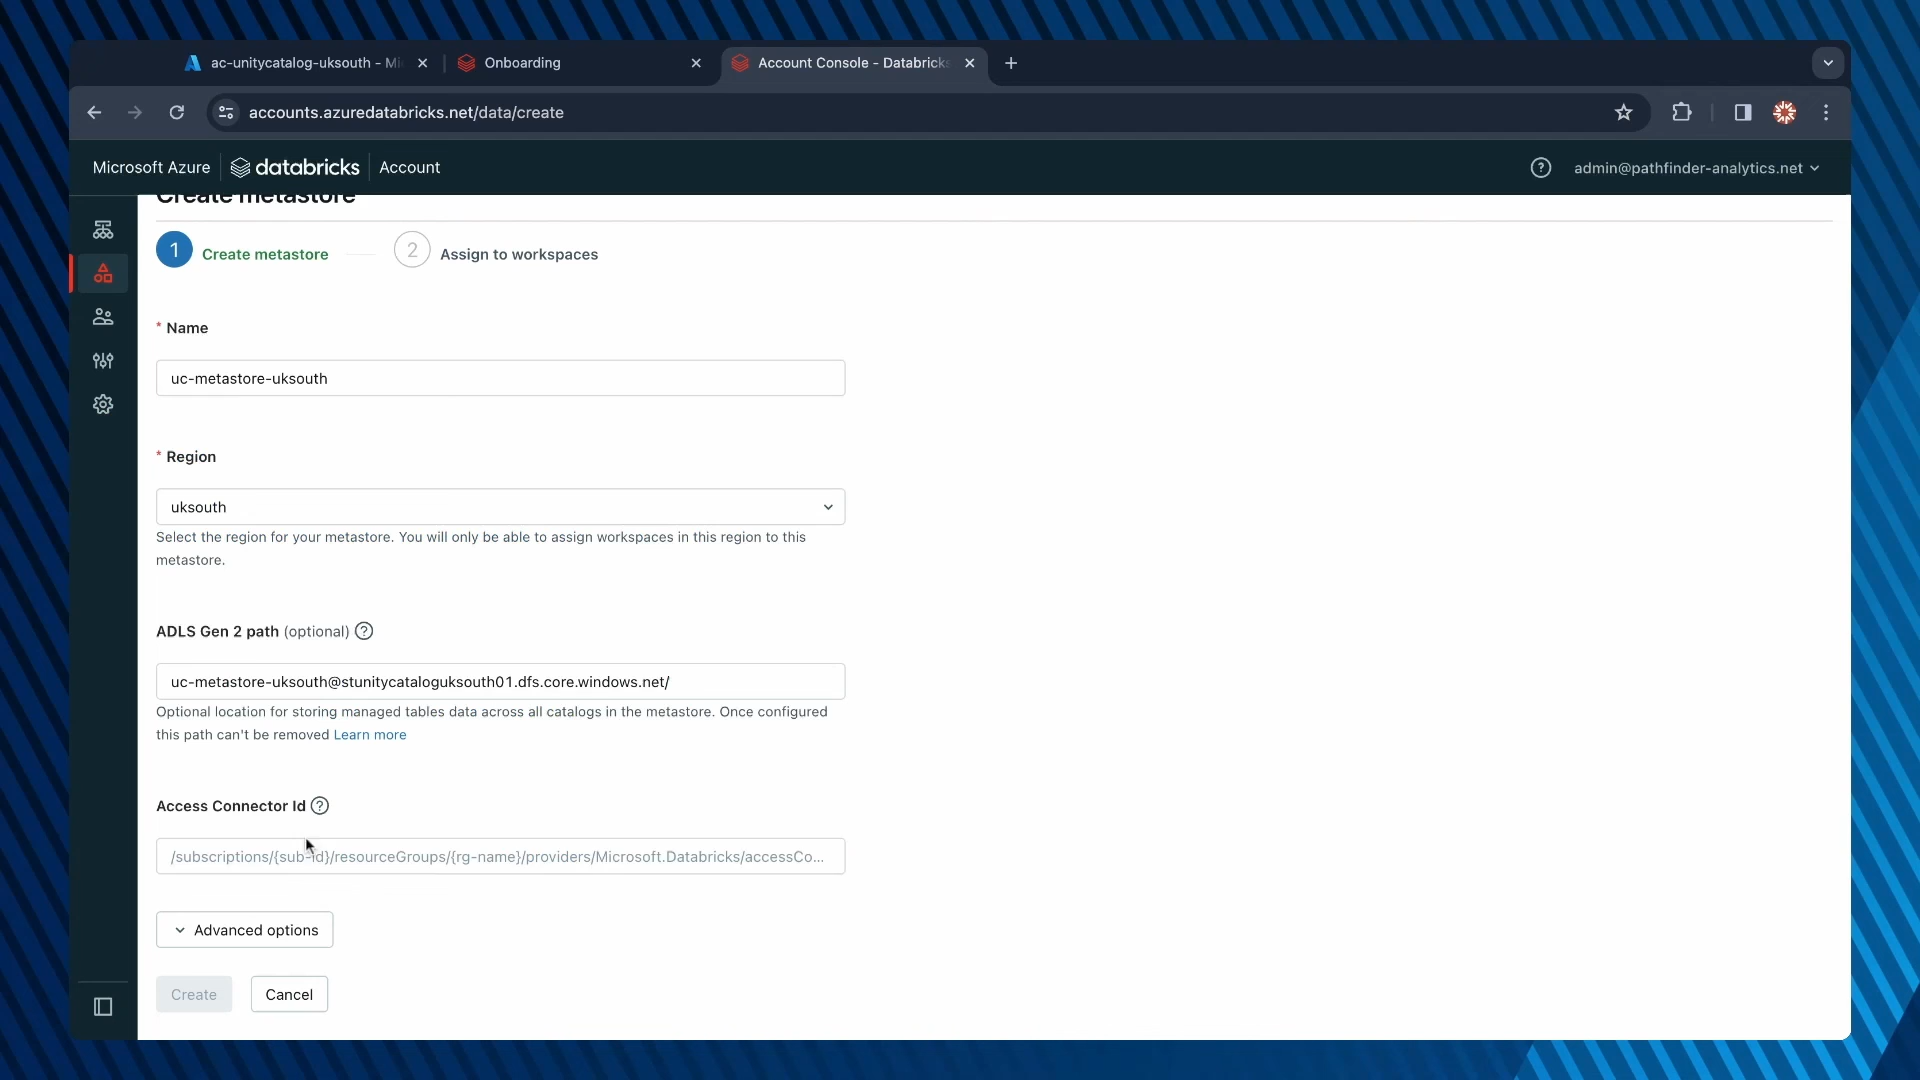 ac-unitycatalog-uksouth - Mi
Onboarding
Account Console - Databricks
accounts.azuredatabricks.net/data/create
Microsoft Azure
databricks
Account
?
admin@pathfinder-analytics.net
Create metastore
1
Create metastore
2
Assign to workspaces
* Name
uc-metastore-uksouth
* Region
uksouth
Select the region for your metastore. You will only be able to assign workspaces in this region to this
metastore.
ADLS Gen 2 path (optional) ?
uc-metastore-uksouth@stunitycataloguksouth01.dfs.core.windows.net/
Optional location for storing managed tables data across all catalogs in the metastore. Once configured
this path can't be removed Learn more
Access Connector Id ?
/subscriptions/{sub-id}/resourceGroups/{rg-name}/providers/Microsoft.Databricks/accessCo...
Advanced options
Create
Cancel